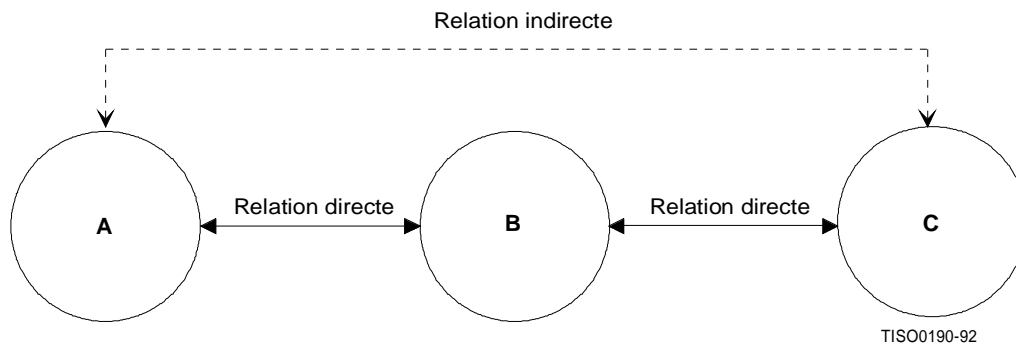 Relation indirecte
A
Relation directe
B
Relation directe
C
TISO0190-92